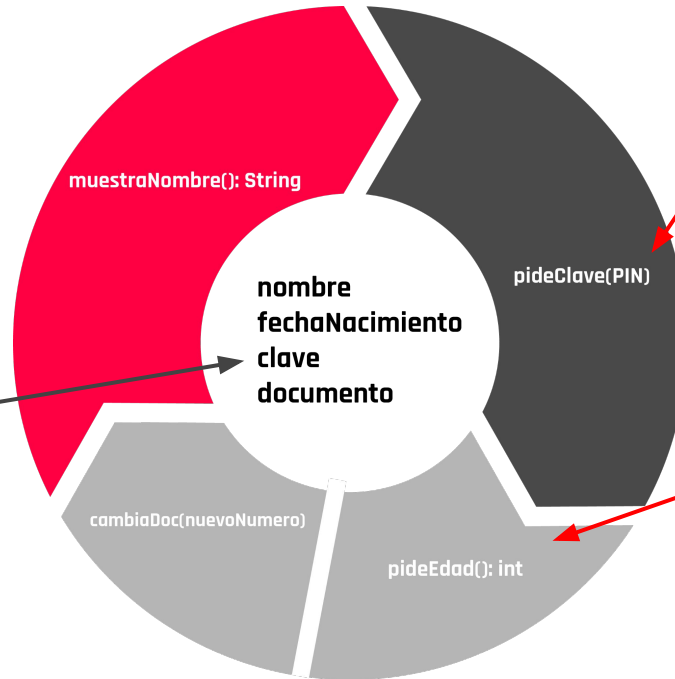 muestraNombre(): String
pideClave(PIN)
nombre
fechaNacimiento
clave
documento
cambiaDoc(nuevoNumero)
pideEdad(): int